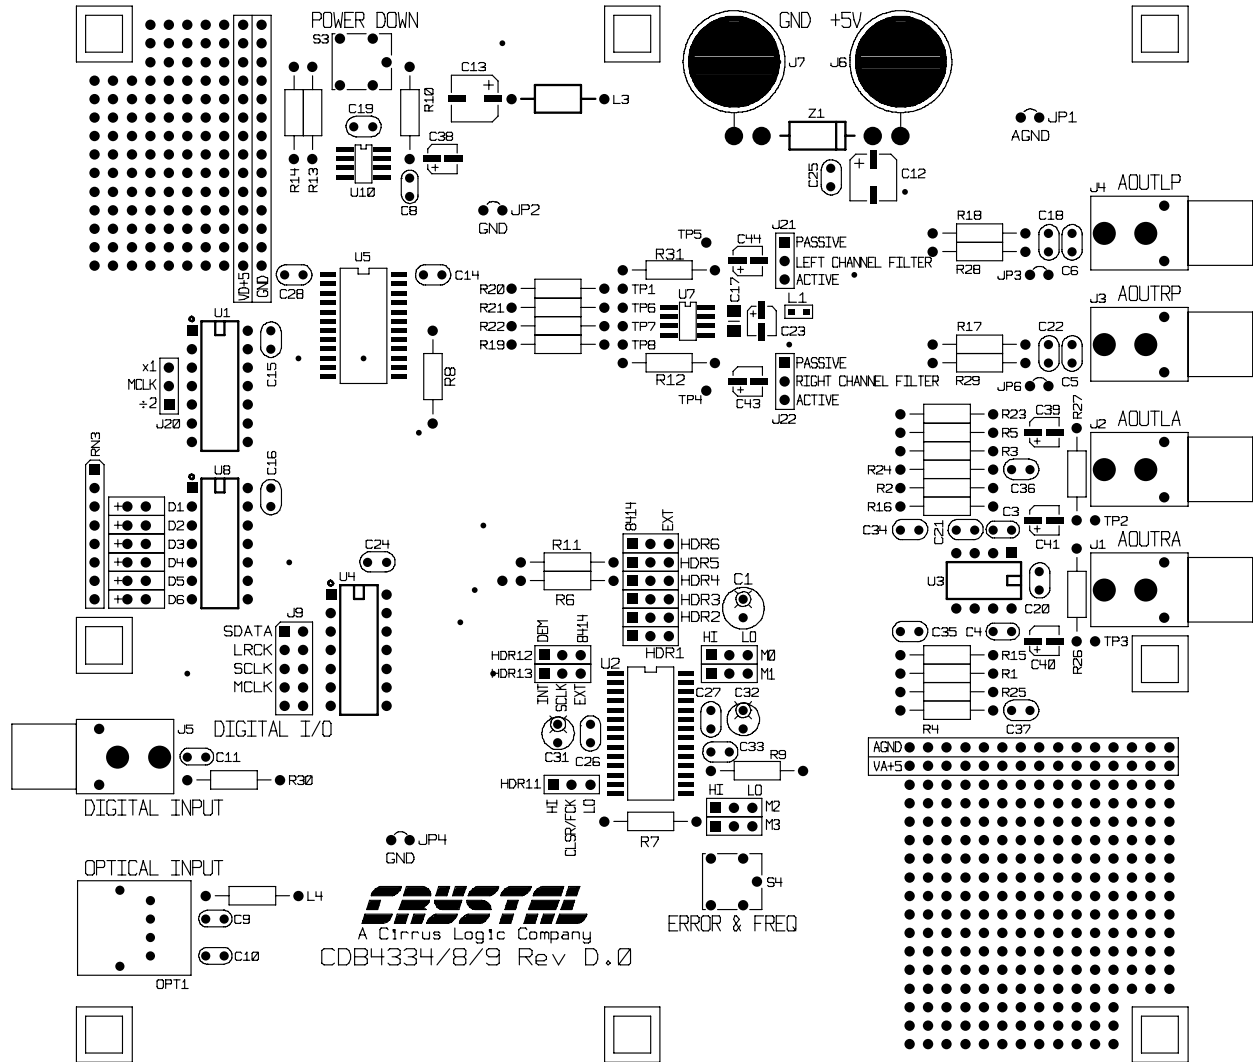 POWER DOWN
GND +5V
S3
C13
J7
J6
L3
R10
C19
C38
Z1
JP1
AGND
R14
R13
U10
C8
C25
C12
JP2
GND
J4
AOUTLP
R18
C18
R28
C6
JP3
TP5
C44
J21
PASSIVE
LEFT CHANNEL FILTER
ACTIVE
R31
U5
C28
C14
VD+5
GND
R20
TP1
R21
TP6
R22
TP7
R19
TP8
U7
C17
L1
C23
J3
AOUTRP
R17
C22
R29
C5
JP6
U1
C15
x1
MCLK
÷2
J20
R8
R12
TP4
C43
PASSIVE
RIGHT CHANNEL FILTER
ACTIVE
J22
R23
C39
R27
J2
AOUTLA
R5
R3
R24
C36
R2
R16
C3
C34
C21
C41
TP2
RN3
U8
C16
D1
D2
D3
D4
D5
D6
8414
EXT
HDR6
HDR5
HDR4
HDR3
HDR2
HDR1
R11
R6
C1
C24
U4
J1
AOUTRA
U3
C20
C35
C4
C40
R26
TP3
R15
R1
R25
R4
C37
J9
SDATA
LRCK
SCLK
MCLK
DIGITAL I/O
DEM
8414
HDR12
HDR13
INT
SCLK
EXT
U2
HI
LO
M0
M1
C27
C32
C31
C26
C33
R9
HDR11
HI
CLSR/FCK
LO
HI
LO
M2
M3
R7
J5
C11
R30
DIGITAL INPUT
AGND
VA+5
JP4
GND
OPTICAL INPUT
L4
C9
C10
OPT1
S4
ERROR & FREQ
CRYSTAL
A Cirrus Logic Company
CDB4334/8/9 Rev D.0